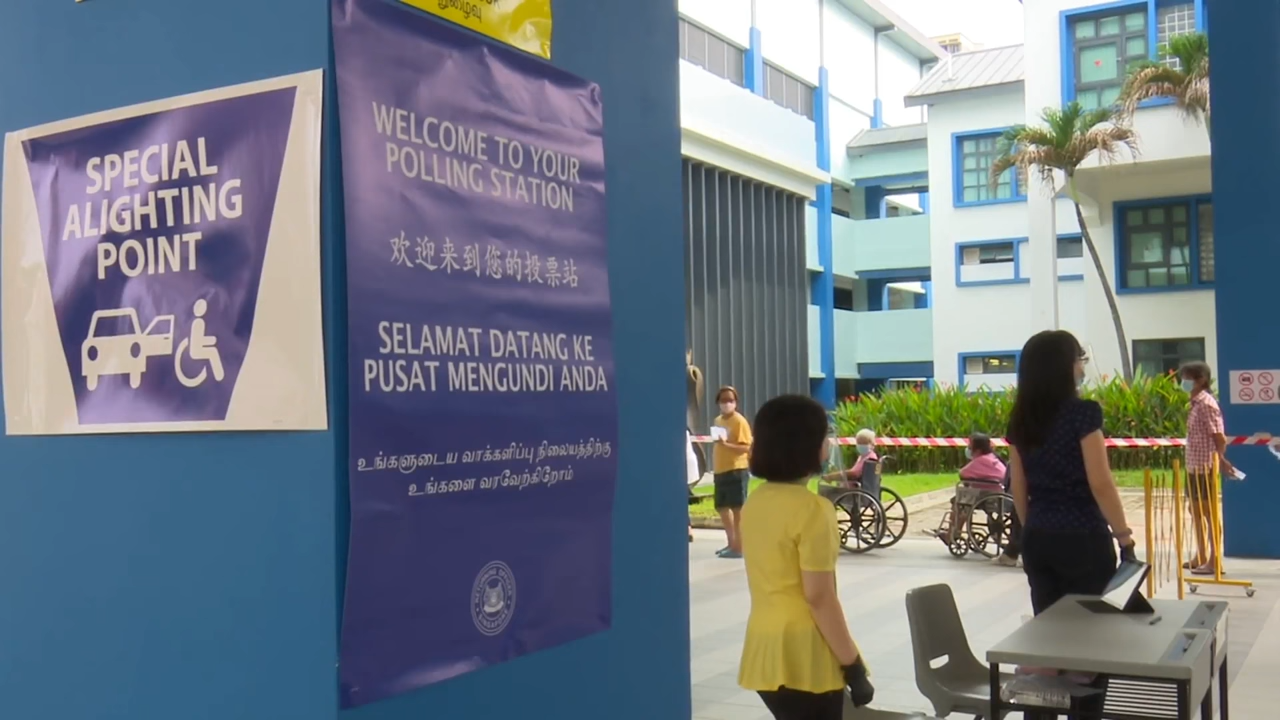 SPECIAL
ALIGHTING
POINT
WELCOME TO YOUR
POLLING STATION
欢迎来到您的投票站
SELAMAT DATANG KE
PUSAT MENGUNDI ANDA
உங்களுடைய வாக்களிப்பு நிலையத்திற்கு
உங்களை வரவேற்கிறோம்
SINGAPORE